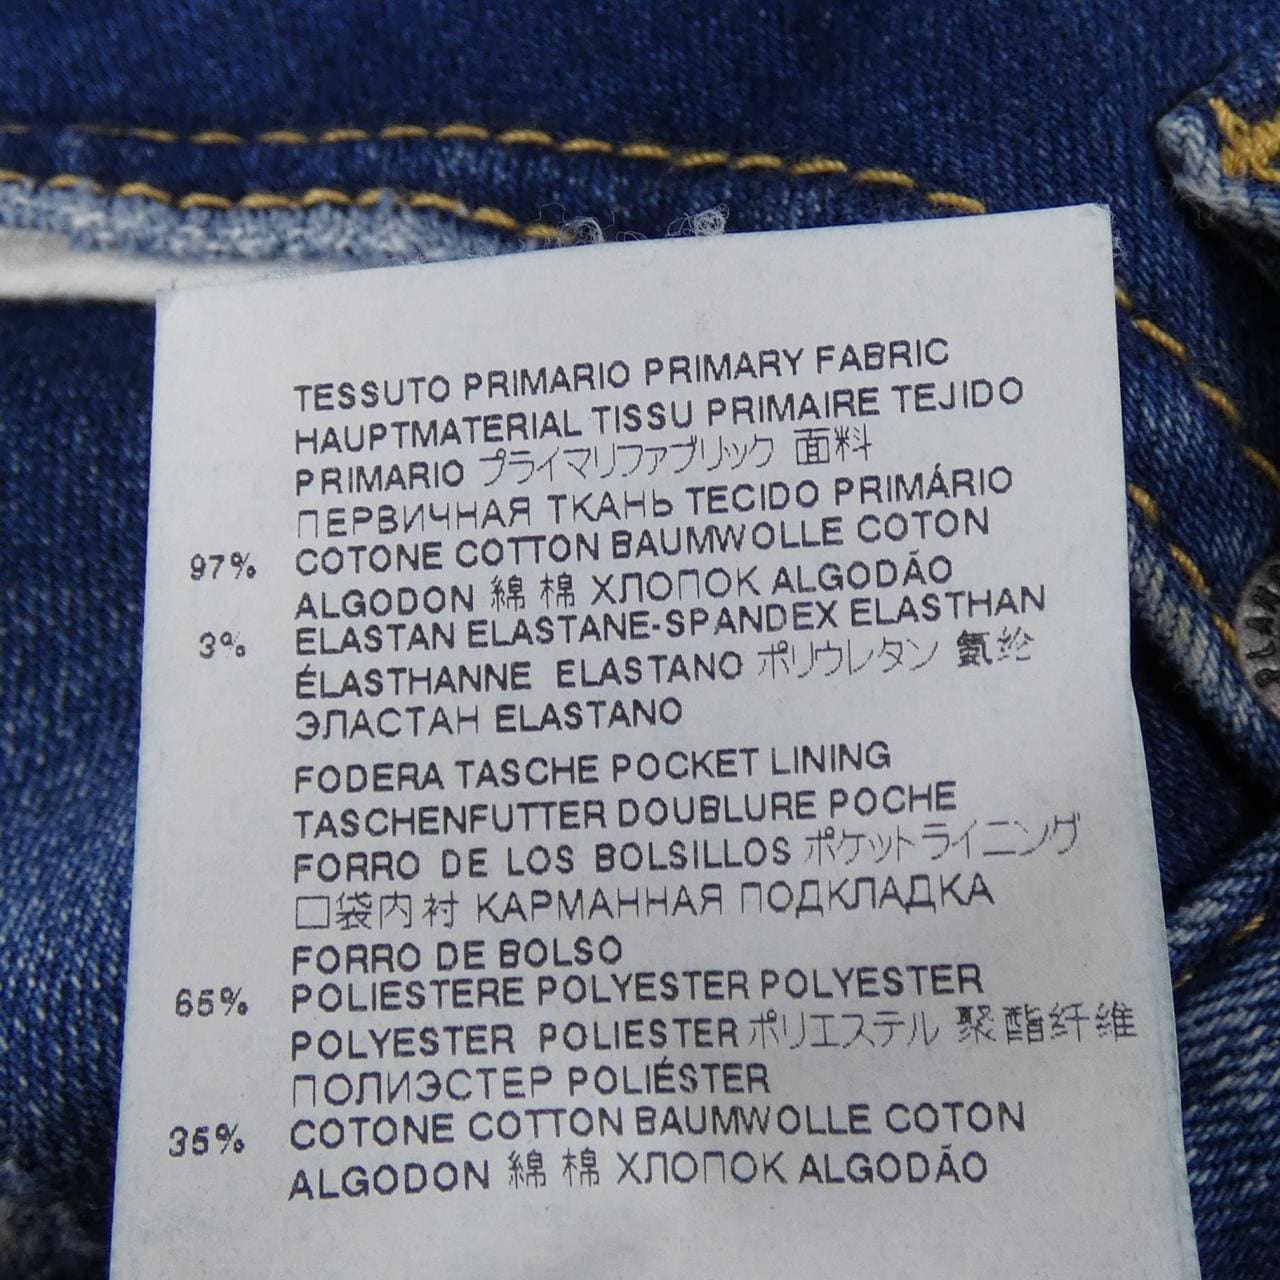 TESSUTO PRIMARIO PRIMARY FABRIC
HAUPTMATERIAL TISSU PRIMAIRE TEJIDO
PRIMARIO プライマリファブリック 面料
ПЕРВИЧНАЯ ТКАНЬ TECIDO PRIMÁRIO
97% COTONE COTTON BAUMWOLLE COTON
ALGODON 綿 棉 ХЛОПОК ALGODÃO
3% ELASTAN ELASTANE-SPANDEX ELASTHAN
ÉLASTHANNE ELASTANO ポリウレタン 氨纶
ЭЛАСТАН ELASTANO
FODERA TASCHE POCKET LINING
TASCHENFUTTER DOUBLURE POCHE
FORRO DE LOS BOLSILLOS ポケットライニング
口袋内衬 КАРМАННАЯ ПОДКЛАДКА
FORRO DE BOLSO
65% POLIESTERE POLYESTER POLYESTER
POLYESTER POLIESTER ポリエステル 聚酯纤维
ПОЛИЭСТЕР POLIÉSTER
35% COTONE COTTON BAUMWOLLE COTON
ALGODON 綿 棉 ХЛОПОК ALGODÃO